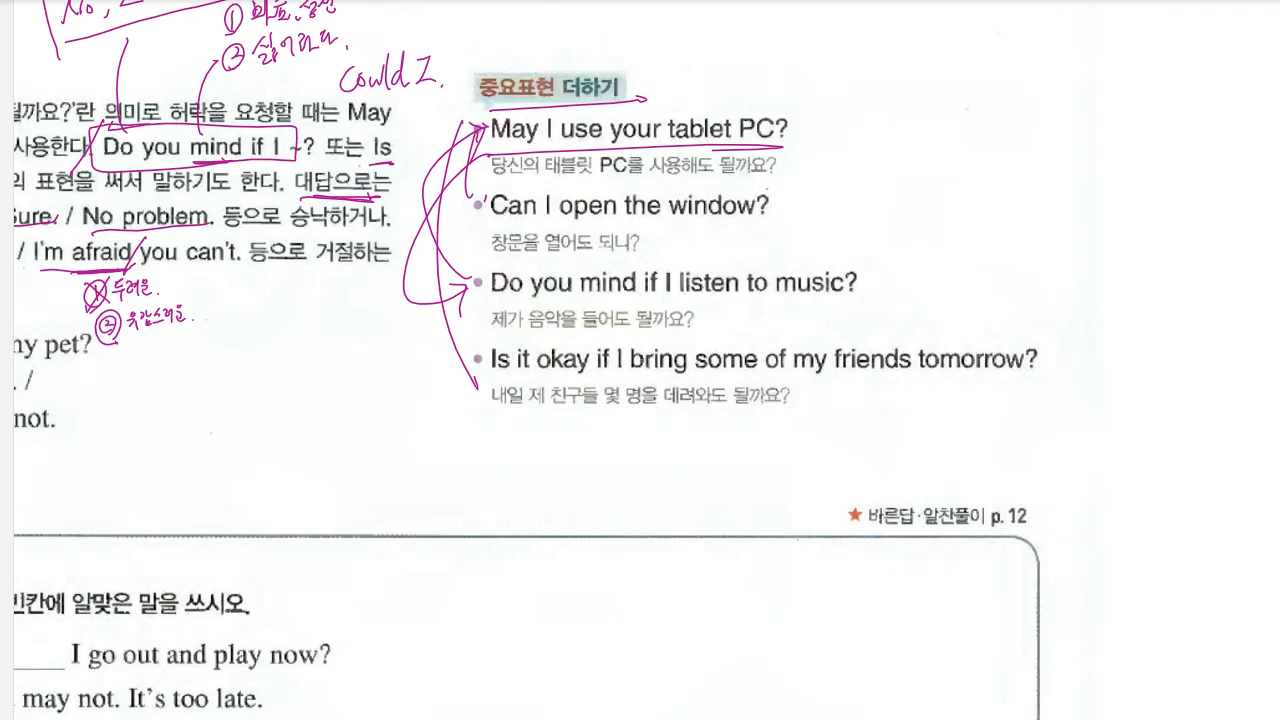 No,
① 마음, 정신
② 싫어하다.
Could I.
될까요?'란 의미로 허락을 요청할 때는 May
사용한다. Do you mind if I ~? 또는 Is
의 표현을 써서 말하기도 한다. 대답으로는
Sure. / No problem. 등으로 승낙하거나,
/ I'm afraid you can't. 등으로 거절하는
① 두려운.
② 유감스러운.
my pet?
. /
not.
중요표현 더하기
May I use your tablet PC?
당신의 태블릿 PC를 사용해도 될까요?
• Can I open the window?
창문을 열어도 되니?
• Do you mind if I listen to music?
제가 음악을 들어도 될까요?
• Is it okay if I bring some of my friends tomorrow?
내일 제 친구들 몇 명을 데려와도 될까요?
★ 바른답·알찬풀이 p. 12
빈칸에 알맞은 말을 쓰시오.
____ I go out and play now?
may not. It's too late.